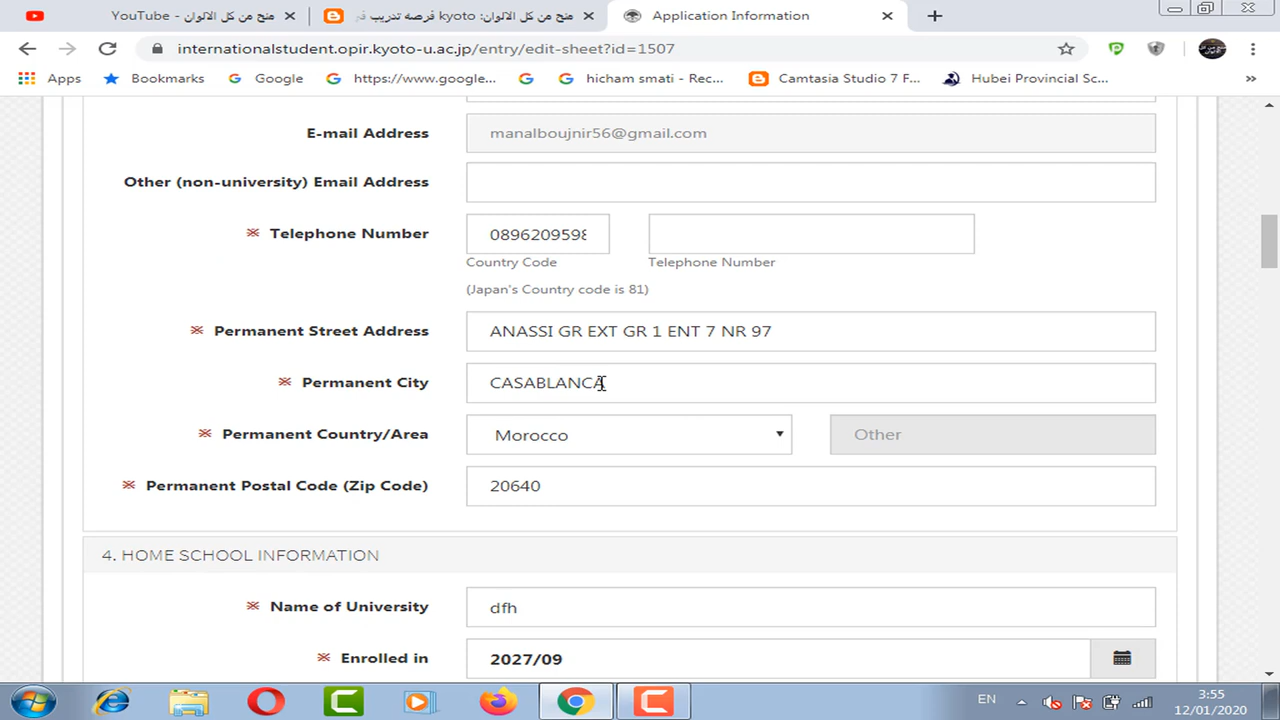 منح من كل الالوان - YouTube
منح من كل الالوان: kyoto فرصه تدريب في
Application Information
internationalstudent.opir.kyoto-u.ac.jp/entry/edit-sheet?id=1507
Apps Bookmarks Google https://www.google... hicham smati - Rec... Camtasia Studio 7 F... Hubei Provincial Sc... »
E-mail Address manalboujnir56@gmail.com
Other (non-university) Email Address
※ Telephone Number 0896209598
Country Code Telephone Number
(Japan's Country code is 81)
※ Permanent Street Address ANASSI GR EXT GR 1 ENT 7 NR 97
※ Permanent City CASABLANCA
※ Permanent Country/Area Morocco Other
※ Permanent Postal Code (Zip Code) 20640
4. HOME SCHOOL INFORMATION
※ Name of University dfh
※ Enrolled in 2027/09
EN 3:55
12/01/2020